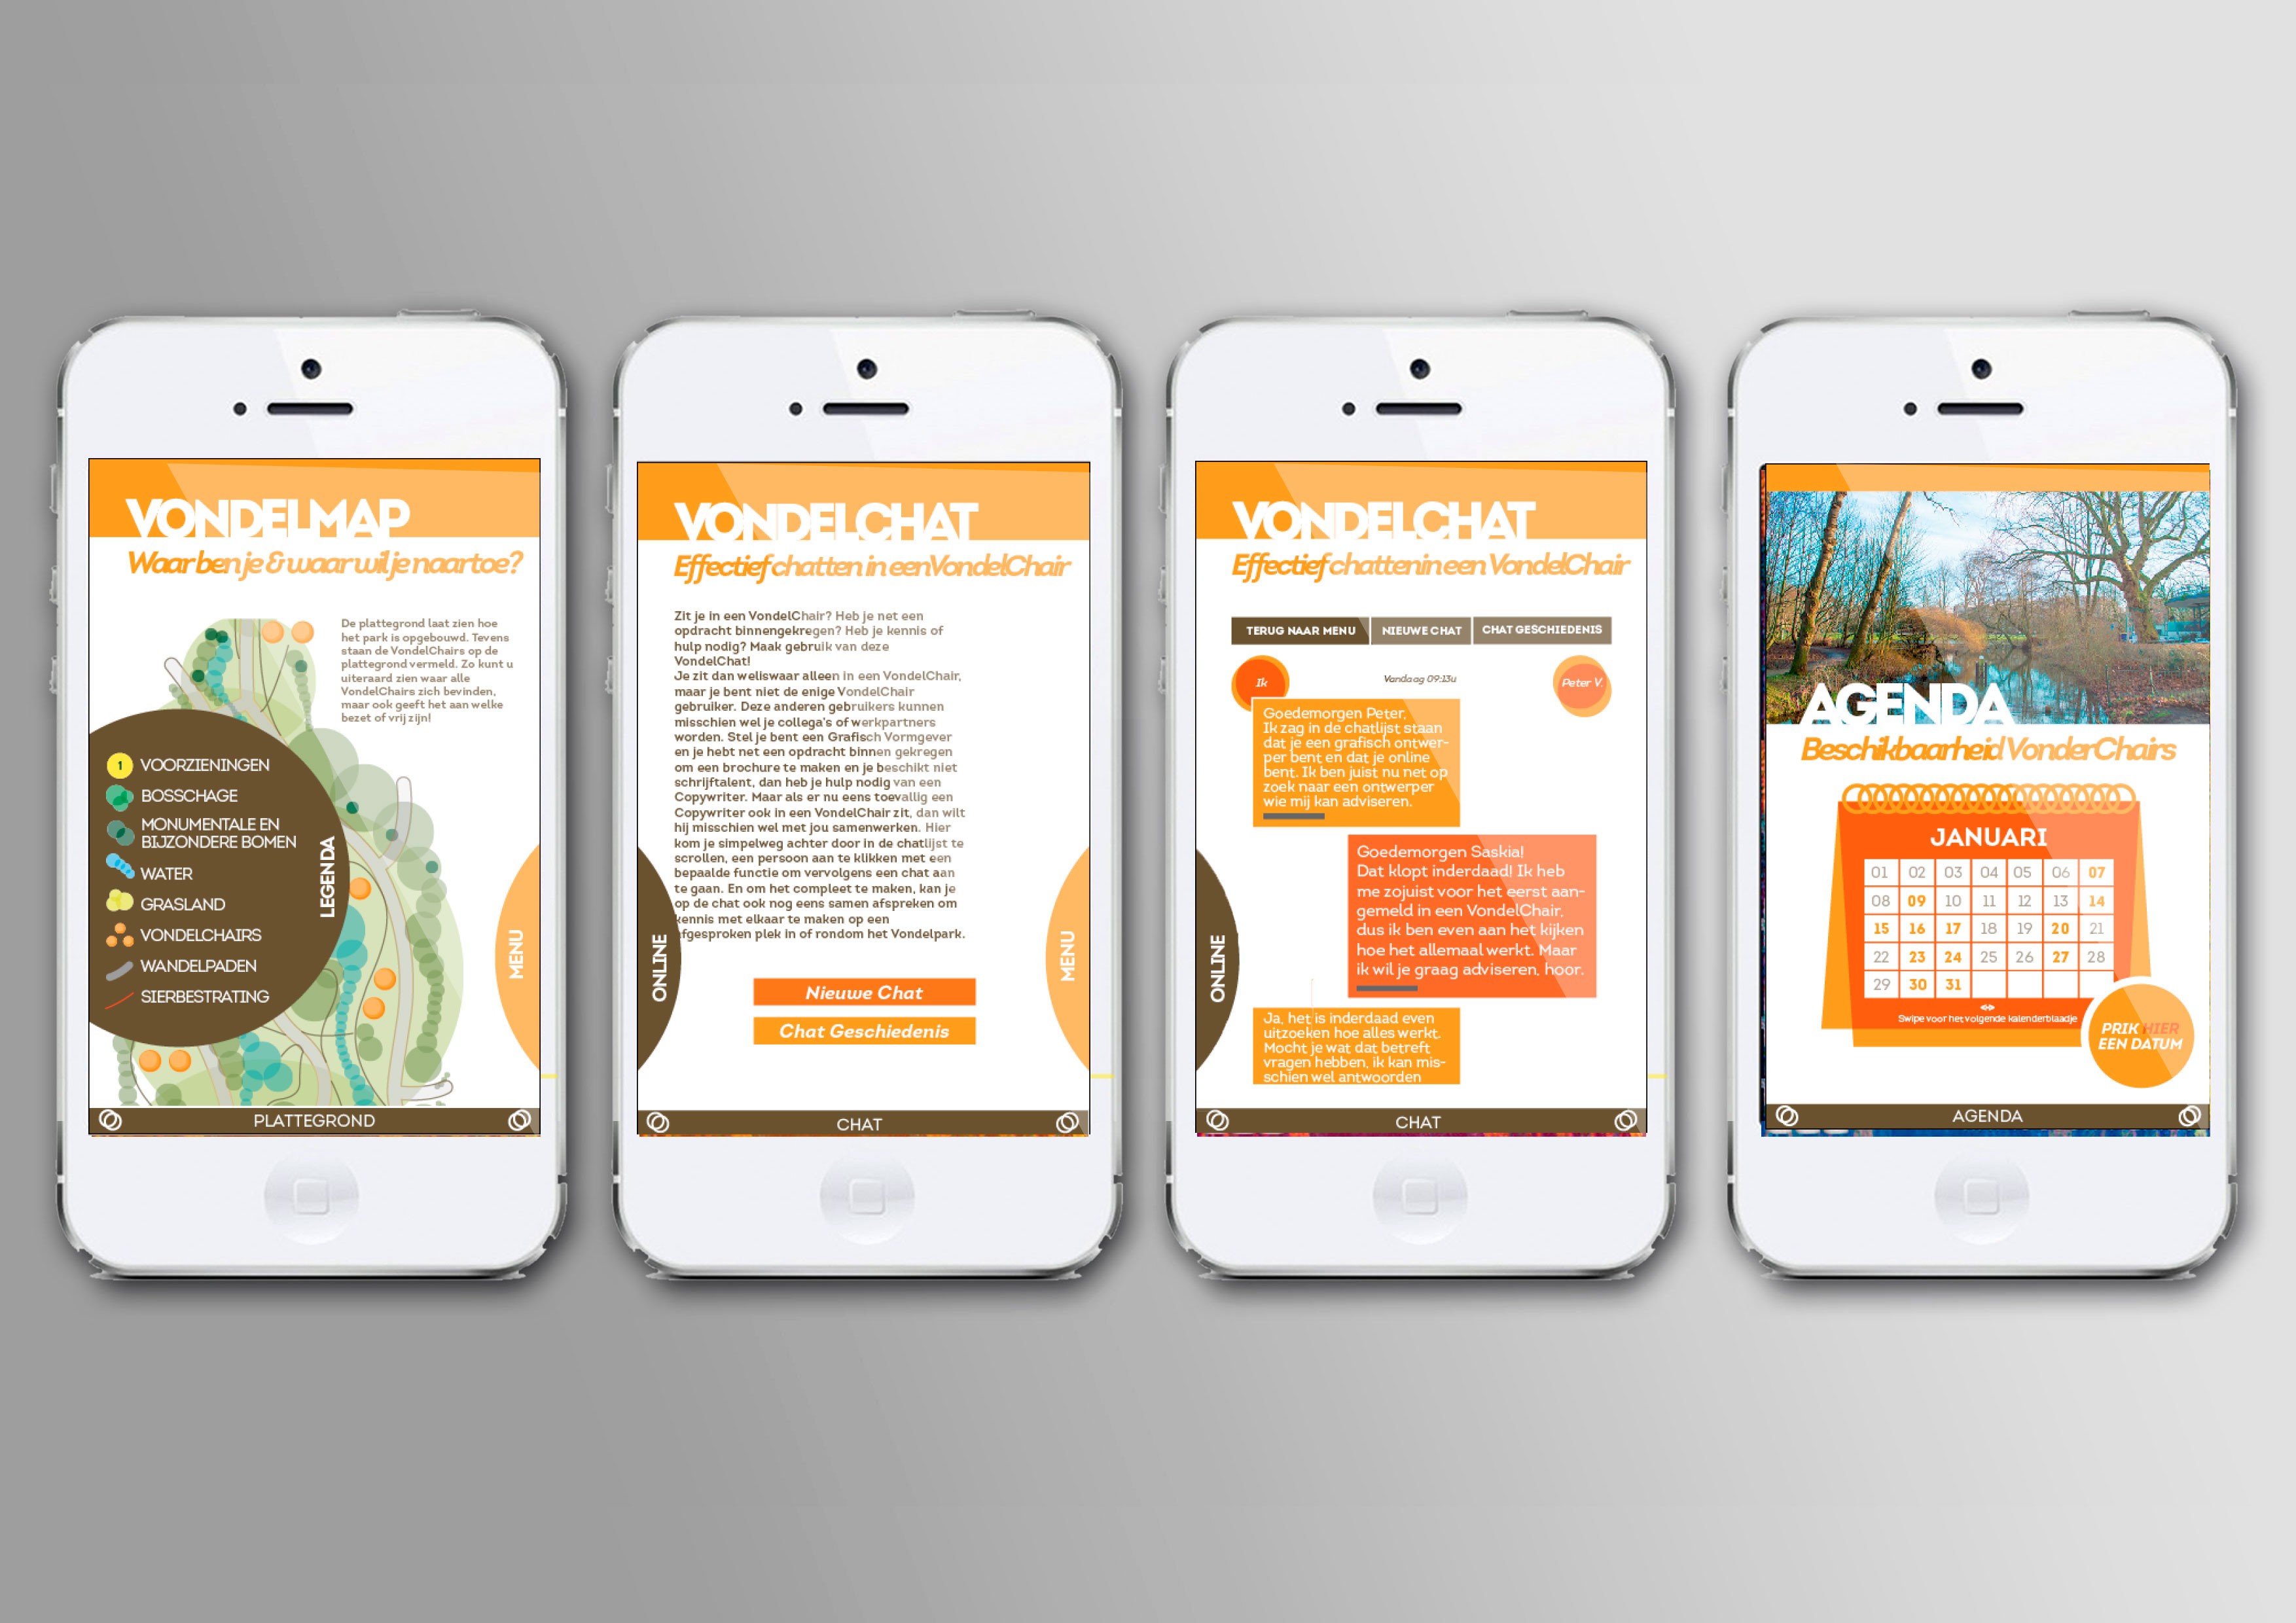 VONDELMAP
Waar ben je & waar wil je naartoe?
De plattegrond laat zien hoe
het park is opgebouwd. Tevens
staan de VondelChairs op de
plattegrond vermeld. Zo kunt u
uiteraard zien waar alle
VondelChairs zich bevinden,
maar ook geeft het aan welke
bezet of vrij zijn!
1 VOORZIENINGEN
BOSSCHAGE
MONUMENTALE EN
BIJZONDERE BOMEN
WATER
GRASLAND
VONDELCHAIRS
WANDELPADEN
SIERBESTRATING
LEGENDA
MENU
PLATTEGROND
VONDELCHAT
Effectief chatten in een VondelChair
Zit je in een VondelChair? Heb je net een
opdracht binnengekregen? Heb je kennis of
hulp nodig? Maak gebruik van deze
VondelChat!
Je zit dan weliswaar alleen in een VondelChair,
maar je bent niet de enige VondelChair
gebruiker. Deze anderen gebruikers kunnen
misschien wel je collega's of werkpartners
worden. Stel je bent een Grafisch Vormgever
en je hebt net een opdracht binnen gekregen
om een brochure te maken en je beschikt niet
schrijftalent, dan heb je hulp nodig van een
Copywriter. Maar als er nu eens toevallig een
Copywriter ook in een VondelChair zit, dan wilt
hij misschien wel met jou samenwerken. Hier
kom je simpelweg achter door in de chatlijst te
scrollen, een persoon aan te klikken met een
bepaalde functie om vervolgens een chat aan
te gaan. En om het compleet te maken, kan je
op de chat ook nog eens samen afspreken om
kennis met elkaar te maken op een
afgesproken plek in of rondom het Vondelpark.
ONLINE
MENU
Nieuwe Chat
Chat Geschiedenis
CHAT
VONDELCHAT
Effectief chatten in een VondelChair
TERUG NAAR MENU NIEUWE CHAT CHAT GESCHIEDENIS
Ik Vandaag 09:13u Peter V.
Goedemorgen Peter,
Ik zag in de chatlijst staan
dat je een grafisch ontwer-
per bent en dat je online
bent. Ik ben juist nu net op
zoek naar een ontwerper
wie mij kan adviseren.
Goedemorgen Saskia!
Dat klopt inderdaad! Ik heb
me zojuist voor het eerst aan-
gemeld in een VondelChair,
dus ik ben even aan het kijken
hoe het allemaal werkt. Maar
ik wil je graag adviseren, hoor.
ONLINE
Ja, het is inderdaad even
uitzoeken hoe alles werkt.
Mocht je wat dat betreft
vragen hebben, ik kan mis-
schien wel antwoorden
CHAT
AGENDA
Beschikbaarheid VonderChairs
JANUARI
01 02 03 04 05 06 07
08 09 10 11 12 13 14
15 16 17 18 19 20 21
22 23 24 25 26 27 28
29 30 31
Swipe voor het volgende kalenderblaadje
PRIK HIER
EEN DATUM
AGENDA